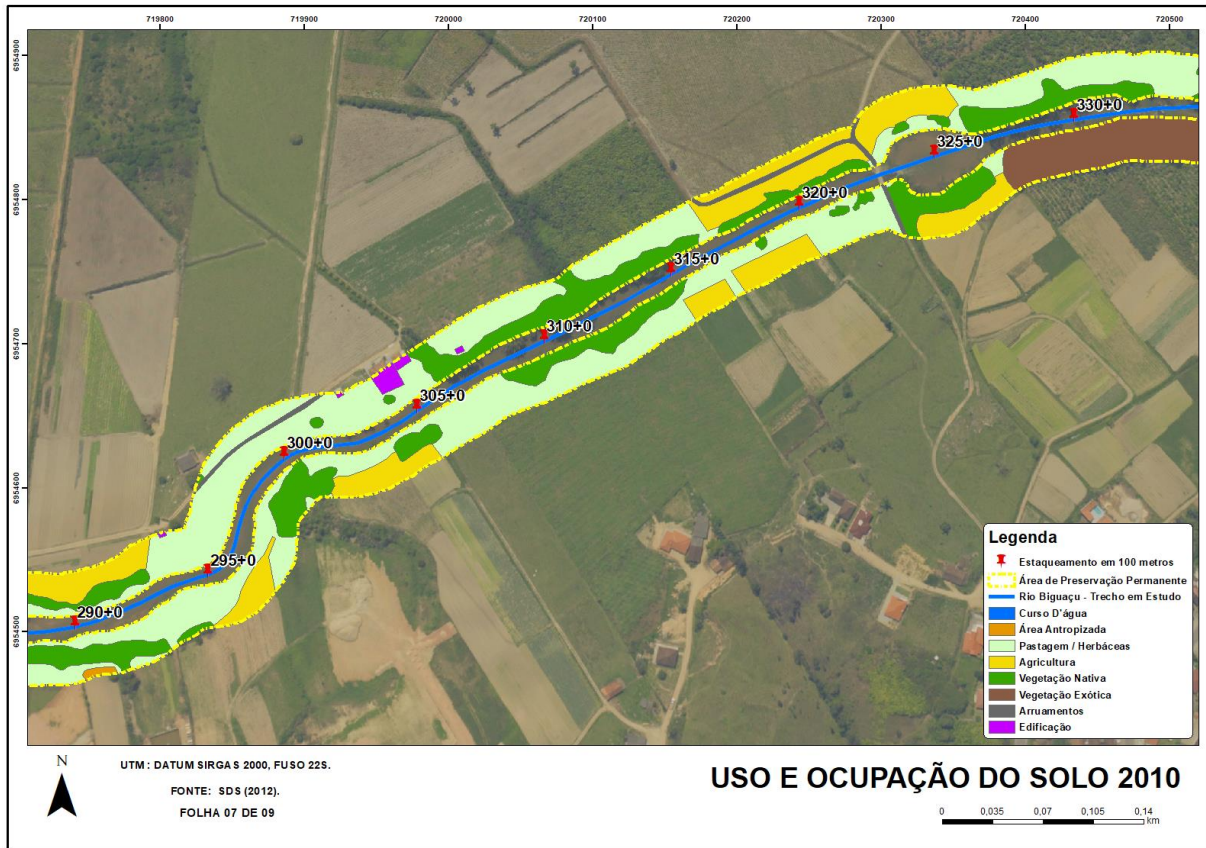 719800 719900 720000 720100 720200 720300 720400 720500
6954900
6954800
6954700
6954600
6954500
330+0
325+0
320+0
315+0
310+0
305+0
300+0
295+0
290+0
Legenda
Estaqueamento em 100 metros
Área de Preservação Permanente
Rio Biguaçu - Trecho em Estudo
Curso D'água
Área Antropizada
Pastagem / Herbáceas
Agricultura
Vegetação Nativa
Vegetação Exótica
Arruamentos
Edificação
N
UTM: DATUM SIRGAS 2000, FUSO 22S.
FONTE: SDS (2012).
FOLHA 07 DE 09
USO E OCUPAÇÃO DO SOLO 2010
0 0,035 0,07 0,105 0,14
km